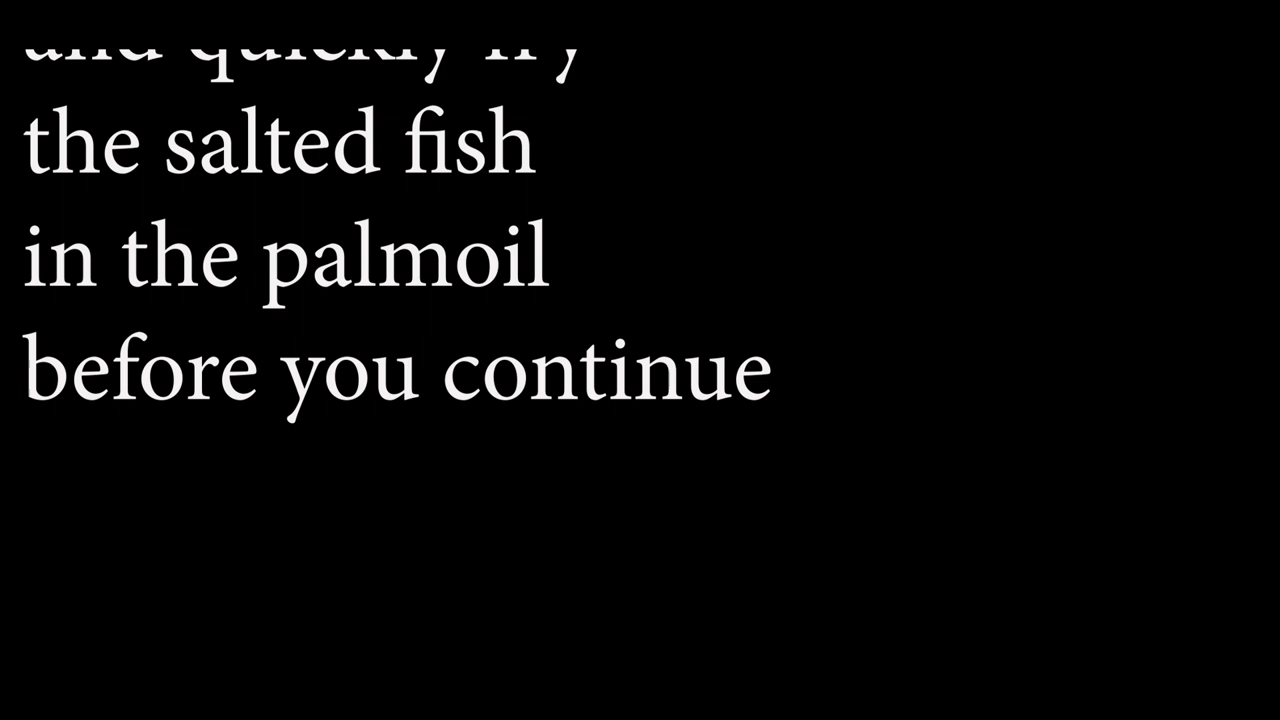 and quickly fry
the salted fish
in the palmoil
before you continue